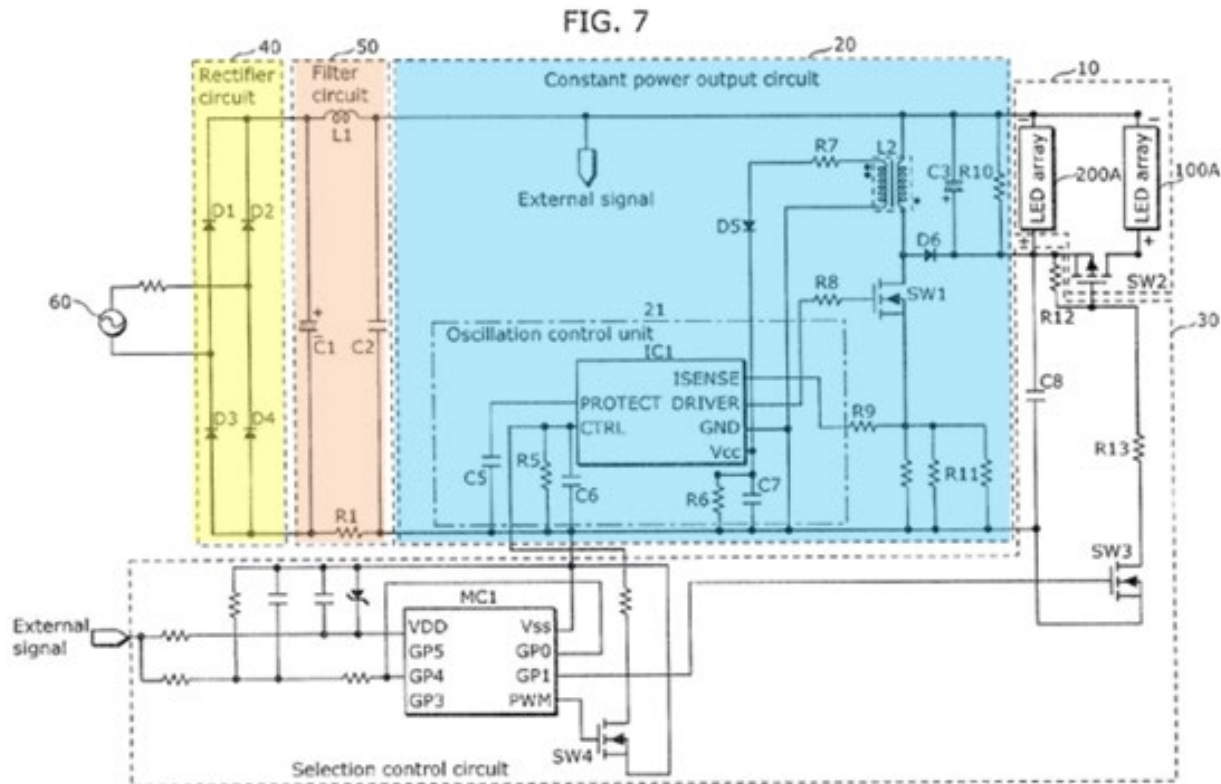 FIG. 7
40
50
20
10
Rectifier
circuit
Filter
circuit
Constant power output circuit
L1
L2
R7
C3
R10
LED array
200A
LED array
100A
External signal
D1
D2
D5
D6
+
+
-
-
+
+
SW2
60
R8
SW1
R12
30
21
Oscillation control unit
IC1
C1
C2
C8
ISENSE
PROTECT
DRIVER
CTRL
GND
Vcc
R9
D3
D4
R5
C5
C6
R6
C7
R11
R13
R1
SW3
MC1
External
signal
VDD
Vss
GP5
GP0
GP4
GP1
GP3
PWM
SW4
Selection control circuit